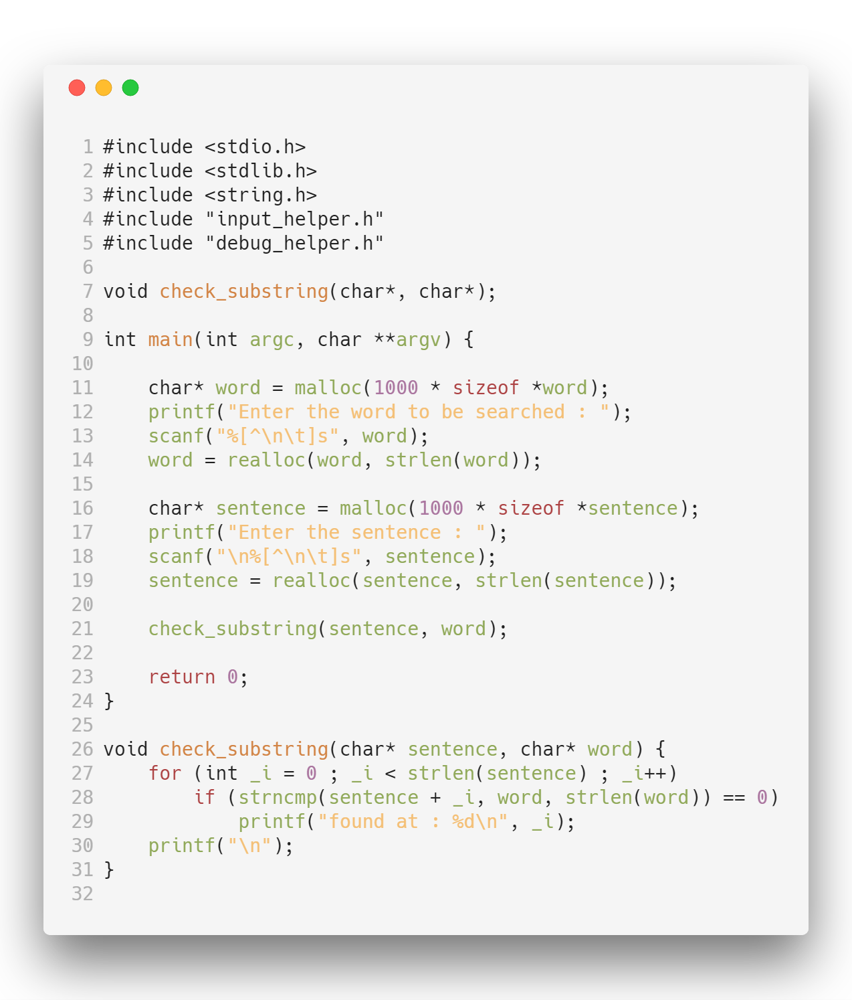 1 #include <stdio.h>
2 #include <stdlib.h>
3 #include <string.h>
4 #include "input_helper.h"
5 #include "debug_helper.h"
6
7 void check_substring(char*, char*);
8
9 int main(int argc, char **argv) {
10
11     char* word = malloc(1000 * sizeof *word);
12     printf("Enter the word to be searched : ");
13     scanf("%[^\n\t]s", word);
14     word = realloc(word, strlen(word));
15
16     char* sentence = malloc(1000 * sizeof *sentence);
17     printf("Enter the sentence : ");
18     scanf("\n%[^\n\t]s", sentence);
19     sentence = realloc(sentence, strlen(sentence));
20
21     check_substring(sentence, word);
22
23     return 0;
24 }
25
26 void check_substring(char* sentence, char* word) {
27     for (int _i = 0 ; _i < strlen(sentence) ; _i++)
28         if (strncmp(sentence + _i, word, strlen(word)) == 0)
29             printf("found at : %d\n", _i);
30     printf("\n");
31 }
32